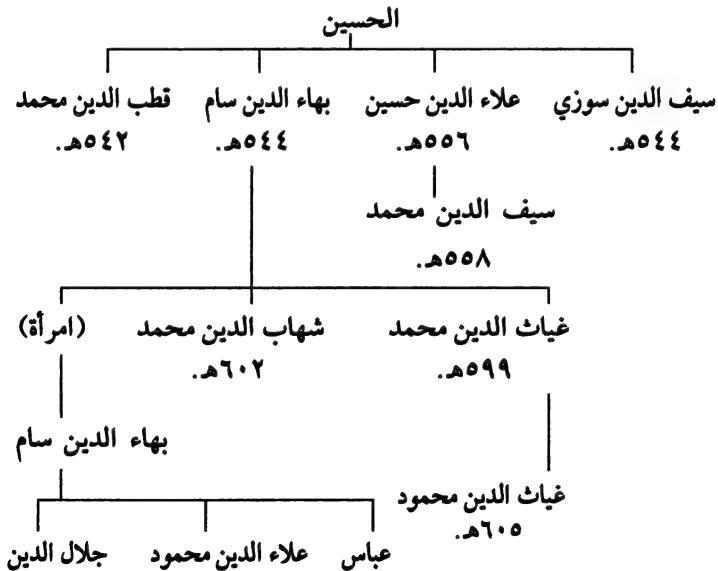 الحسين
سيف الدين سوزي علاء الدين حسين بهاء الدين سام قطب الدين محمد
٥٤٤هـ. ٥٥٦هـ. ٥٤٤هـ. ٥٤٢هـ.
سيف الدين محمد
٥٥٨هـ.
غياث الدين محمد شهاب الدين محمد (امرأة)
٥٩٩هـ. ٦٠٢هـ.
بهاء الدين سام
غياث الدين محمود
٦٠٥هـ.
عباس علاء الدين محمود جلال الدين